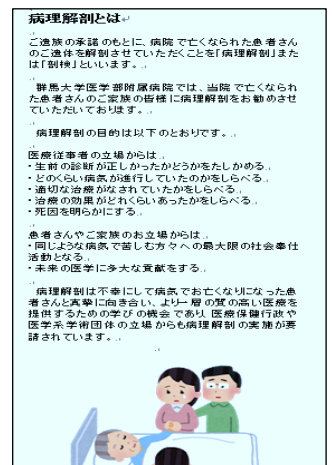 病理解剖とは
ご遺族の承諾のもとに、病院で亡くなられた患者さん
のご遺体を解剖させていただくことを「病理解剖」また
は「剖検」といいます。
群馬大学医学部附属病院では、当院で亡くなられ
た患者さんのご家族の皆様に病理解剖をお勧めさせ
ていただいております。
病理解剖の目的は以下のとおりです。
医療従事者の立場からは
・生前の診断が正しかったかどうかをたしかめる
・どのくらい病気が進行していたのかをしらべる
・適切な治療がなされていたかをしらべる
・治療の効果がどれくらいあったかをしらべる
・死因を明らかにする
患者さんやご家族のお立場からは
・同じような病気で苦しむ方々への最大限の社会奉仕
活動となる
・未来の医学に多大な貢献をする
病理解剖は不幸にして病気でお亡くなりになった患
者さんと真摯に向き合い、より一層の質の高い医療を
提供するための学びの機会であり、医療保健行政や
医学系学術団体の立場からも病理解剖の実施が要
請されています。